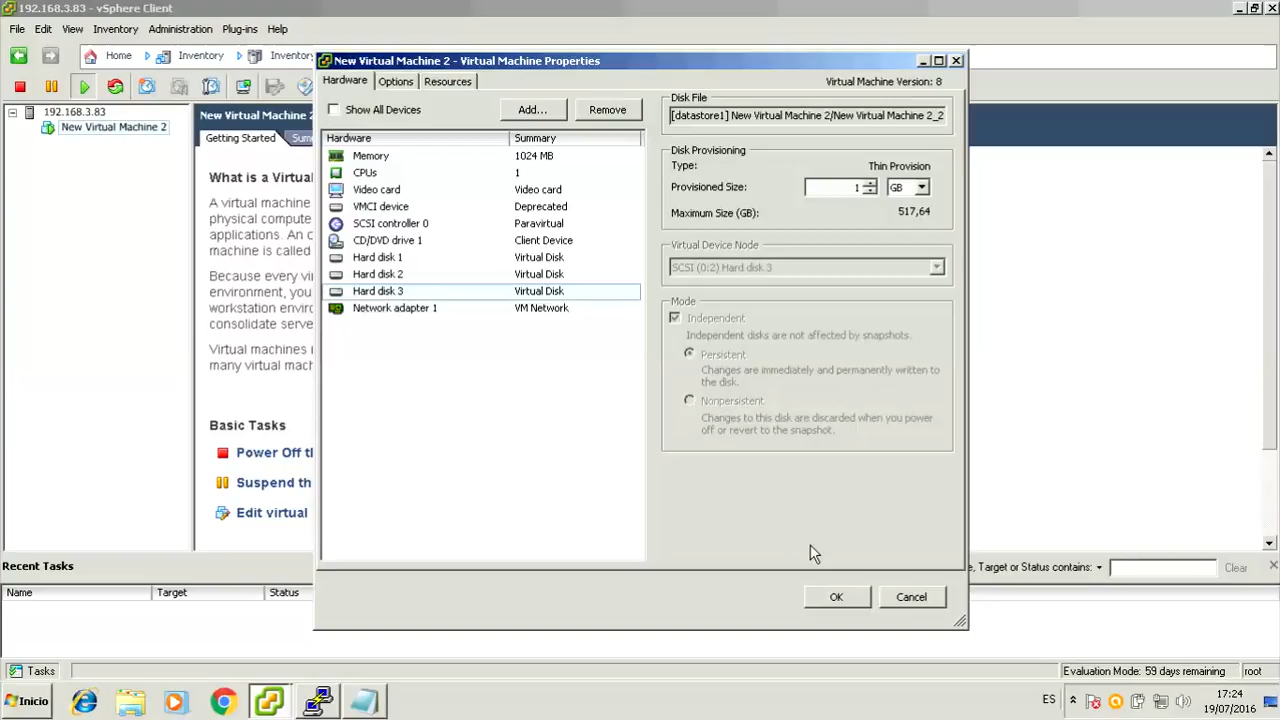 192.168.3.83 - vSphere Client
File Edit View Inventory Administration Plug-ins Help
Home Inventory
192.168.3.83
New Virtual Machine 2
New Virtual Machine 2
Getting Started
What is a Virtua
A virtual machine
physical compute
applications. An
machine is called
Because every vi
environment, you
workstation envir
consolidate serve
Virtual machines
many virtual mach
Basic Tasks
Power Off th
Suspend th
Edit virtual
New Virtual Machine 2 - Virtual Machine Properties
Hardware Options Resources
Virtual Machine Version: 8
Show All Devices
Add... Remove
Hardware Summary
Memory 1024 MB
CPUs 1
Video card Video card
VMCI device Deprecated
SCSI controller 0 Paravirtual
CD/DVD drive 1 Client Device
Hard disk 1 Virtual Disk
Hard disk 2 Virtual Disk
Hard disk 3 Virtual Disk
Network adapter 1 VM Network
Disk File
[datastore1] New Virtual Machine 2/New Virtual Machine 2_2
Disk Provisioning
Type: Thin Provision
Provisioned Size: 1 GB
Maximum Size (GB): 517,64
Virtual Device Node
SCSI (0:2) Hard disk 3
Mode
Independent
Independent disks are not affected by snapshots.
Persistent
Changes are immediately and permanently written to
the disk.
Nonpersistent
Changes to this disk are discarded when you power
off or revert to the snapshot.
OK Cancel
Recent Tasks
e, Target or Status contains: Clear
Name Target Status
Tasks
Evaluation Mode: 59 days remaining root
Inicio
ES
17:24
19/07/2016